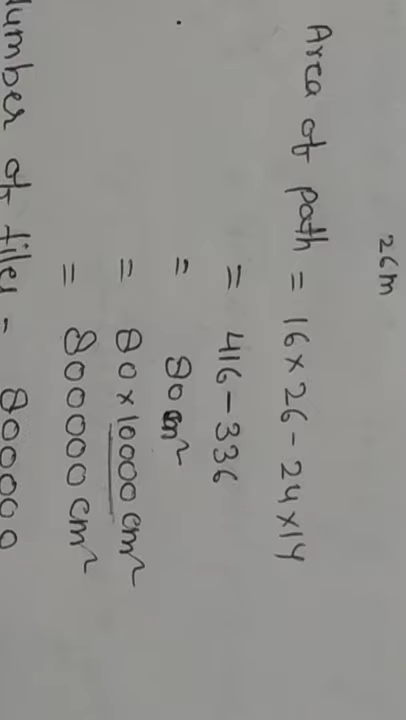 26m
Area of path = 16 × 26 - 24 × 14
= 416 - 336
= 80 m²
= 80 × 10000 cm²
= 800000 cm²
Number of tiles = 800000